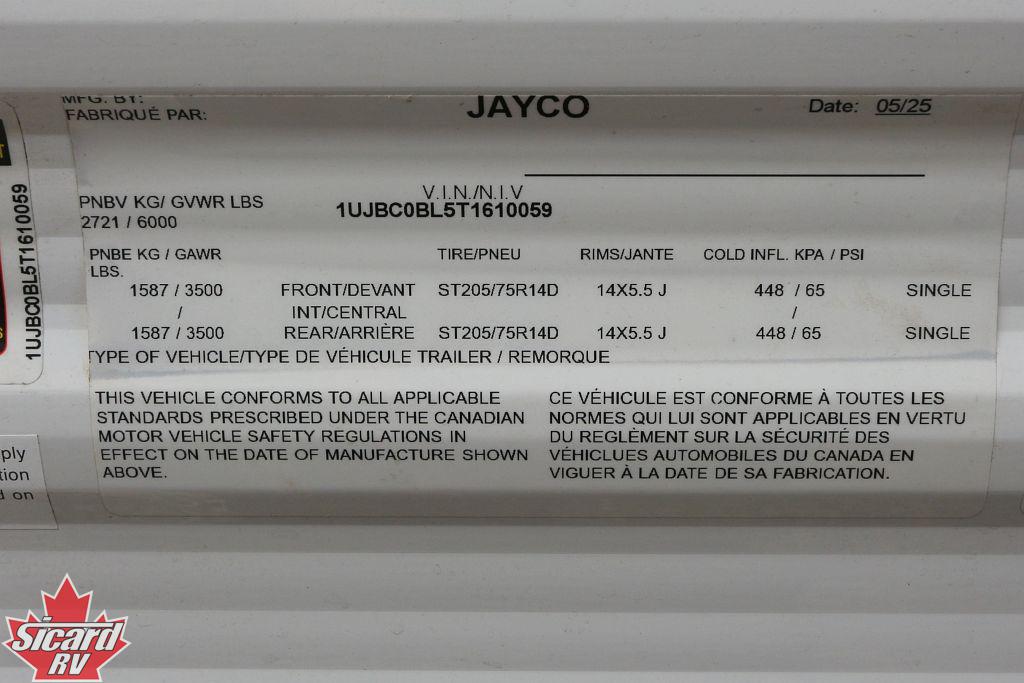 MFG. BY:
FABRIQUÉ PAR:
JAYCO
Date: 05/25
V.I.N./N.I.V
PNBV KG/ GVWR LBS
2721 / 6000
1UJBC0BL5T1610059
PNBE KG / GAWR LBS.
TIRE/PNEU RIMS/JANTE COLD INFL. KPA / PSI
1587 / 3500 FRONT/DEVANT ST205/75R14D 14X5.5 J 448 / 65 SINGLE
/ INT/CENTRAL /
1587 / 3500 REAR/ARRIÈRE ST205/75R14D 14X5.5 J 448 / 65 SINGLE
TYPE OF VEHICLE/TYPE DE VÉHICULE TRAILER / REMORQUE
THIS VEHICLE CONFORMS TO ALL APPLICABLE
STANDARDS PRESCRIBED UNDER THE CANADIAN
MOTOR VEHICLE SAFETY REGULATIONS IN
EFFECT ON THE DATE OF MANUFACTURE SHOWN
ABOVE.
CE VÉHICULE EST CONFORME À TOUTES LES
NORMES QUI LUI SONT APPLICABLES EN VERTU
DU REGLÈMENT SUR LA SÉCURITÉ DES
VÉHICLUES AUTOMOBILES DU CANADA EN
VIGUER À LA DATE DE SA FABRICATION.
1UJBC0BL5T1610059
ply
tion
d on
Sicard
RV